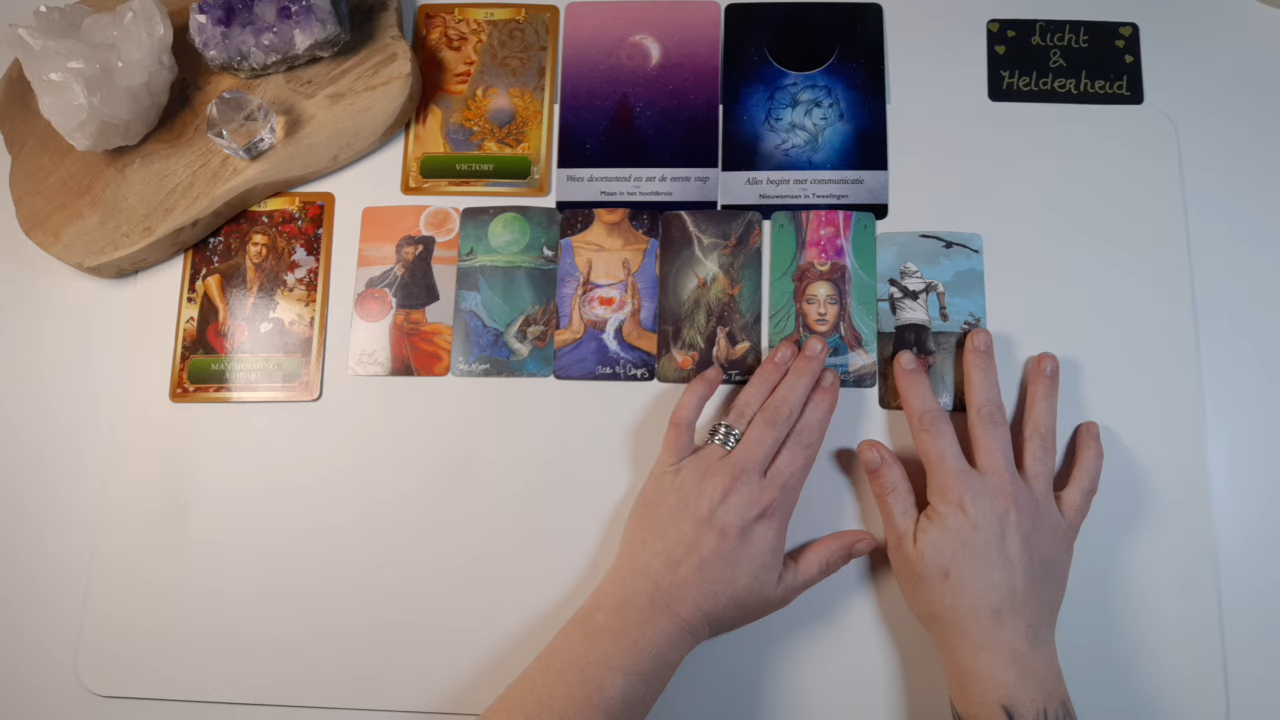 28
VICTORY
Wees doortastend en zet de eerste stap
Maan in het hoofdkruis
Alles begint met communicatie
Nieuwemaan in Tweelingen
Licht
&
Helderheid
MAN HOLDING
A HEART
The Moon
ace of Cups